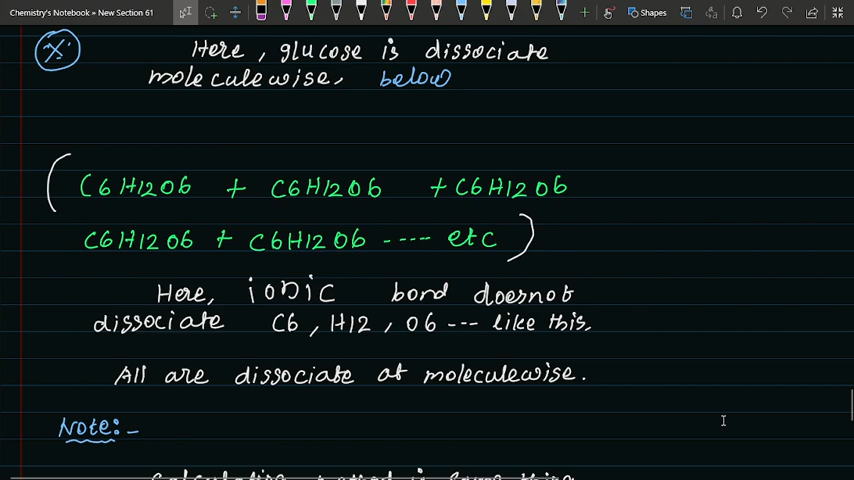 Chemistry's Notebook » New Section 61
Shapes
X
Here, glucose is dissociate
moleculewise, below
(C6H12O6 + C6H12O6 + C6H12O6
C6H12O6 + C6H12O6 ---- etc)
Here, ionic bond doesnot
dissociate C6, H12, O6 --- like this.
All are dissociate at moleculewise.
Note:-